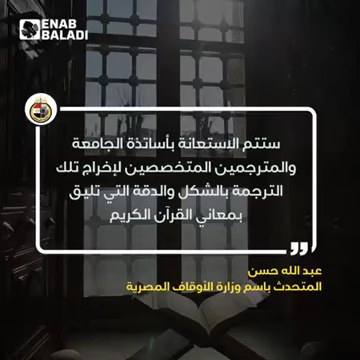 ENAB
BALADI
ستتم الاستعانة بأساتذة الجامعة
والمترجمين المتخصصين لإخراج تلك
الترجمة بالشكل والدقة التي تليق
بمعاني القرآن الكريم
عبد الله حسن
المتحدث باسم وزارة الأوقاف المصرية